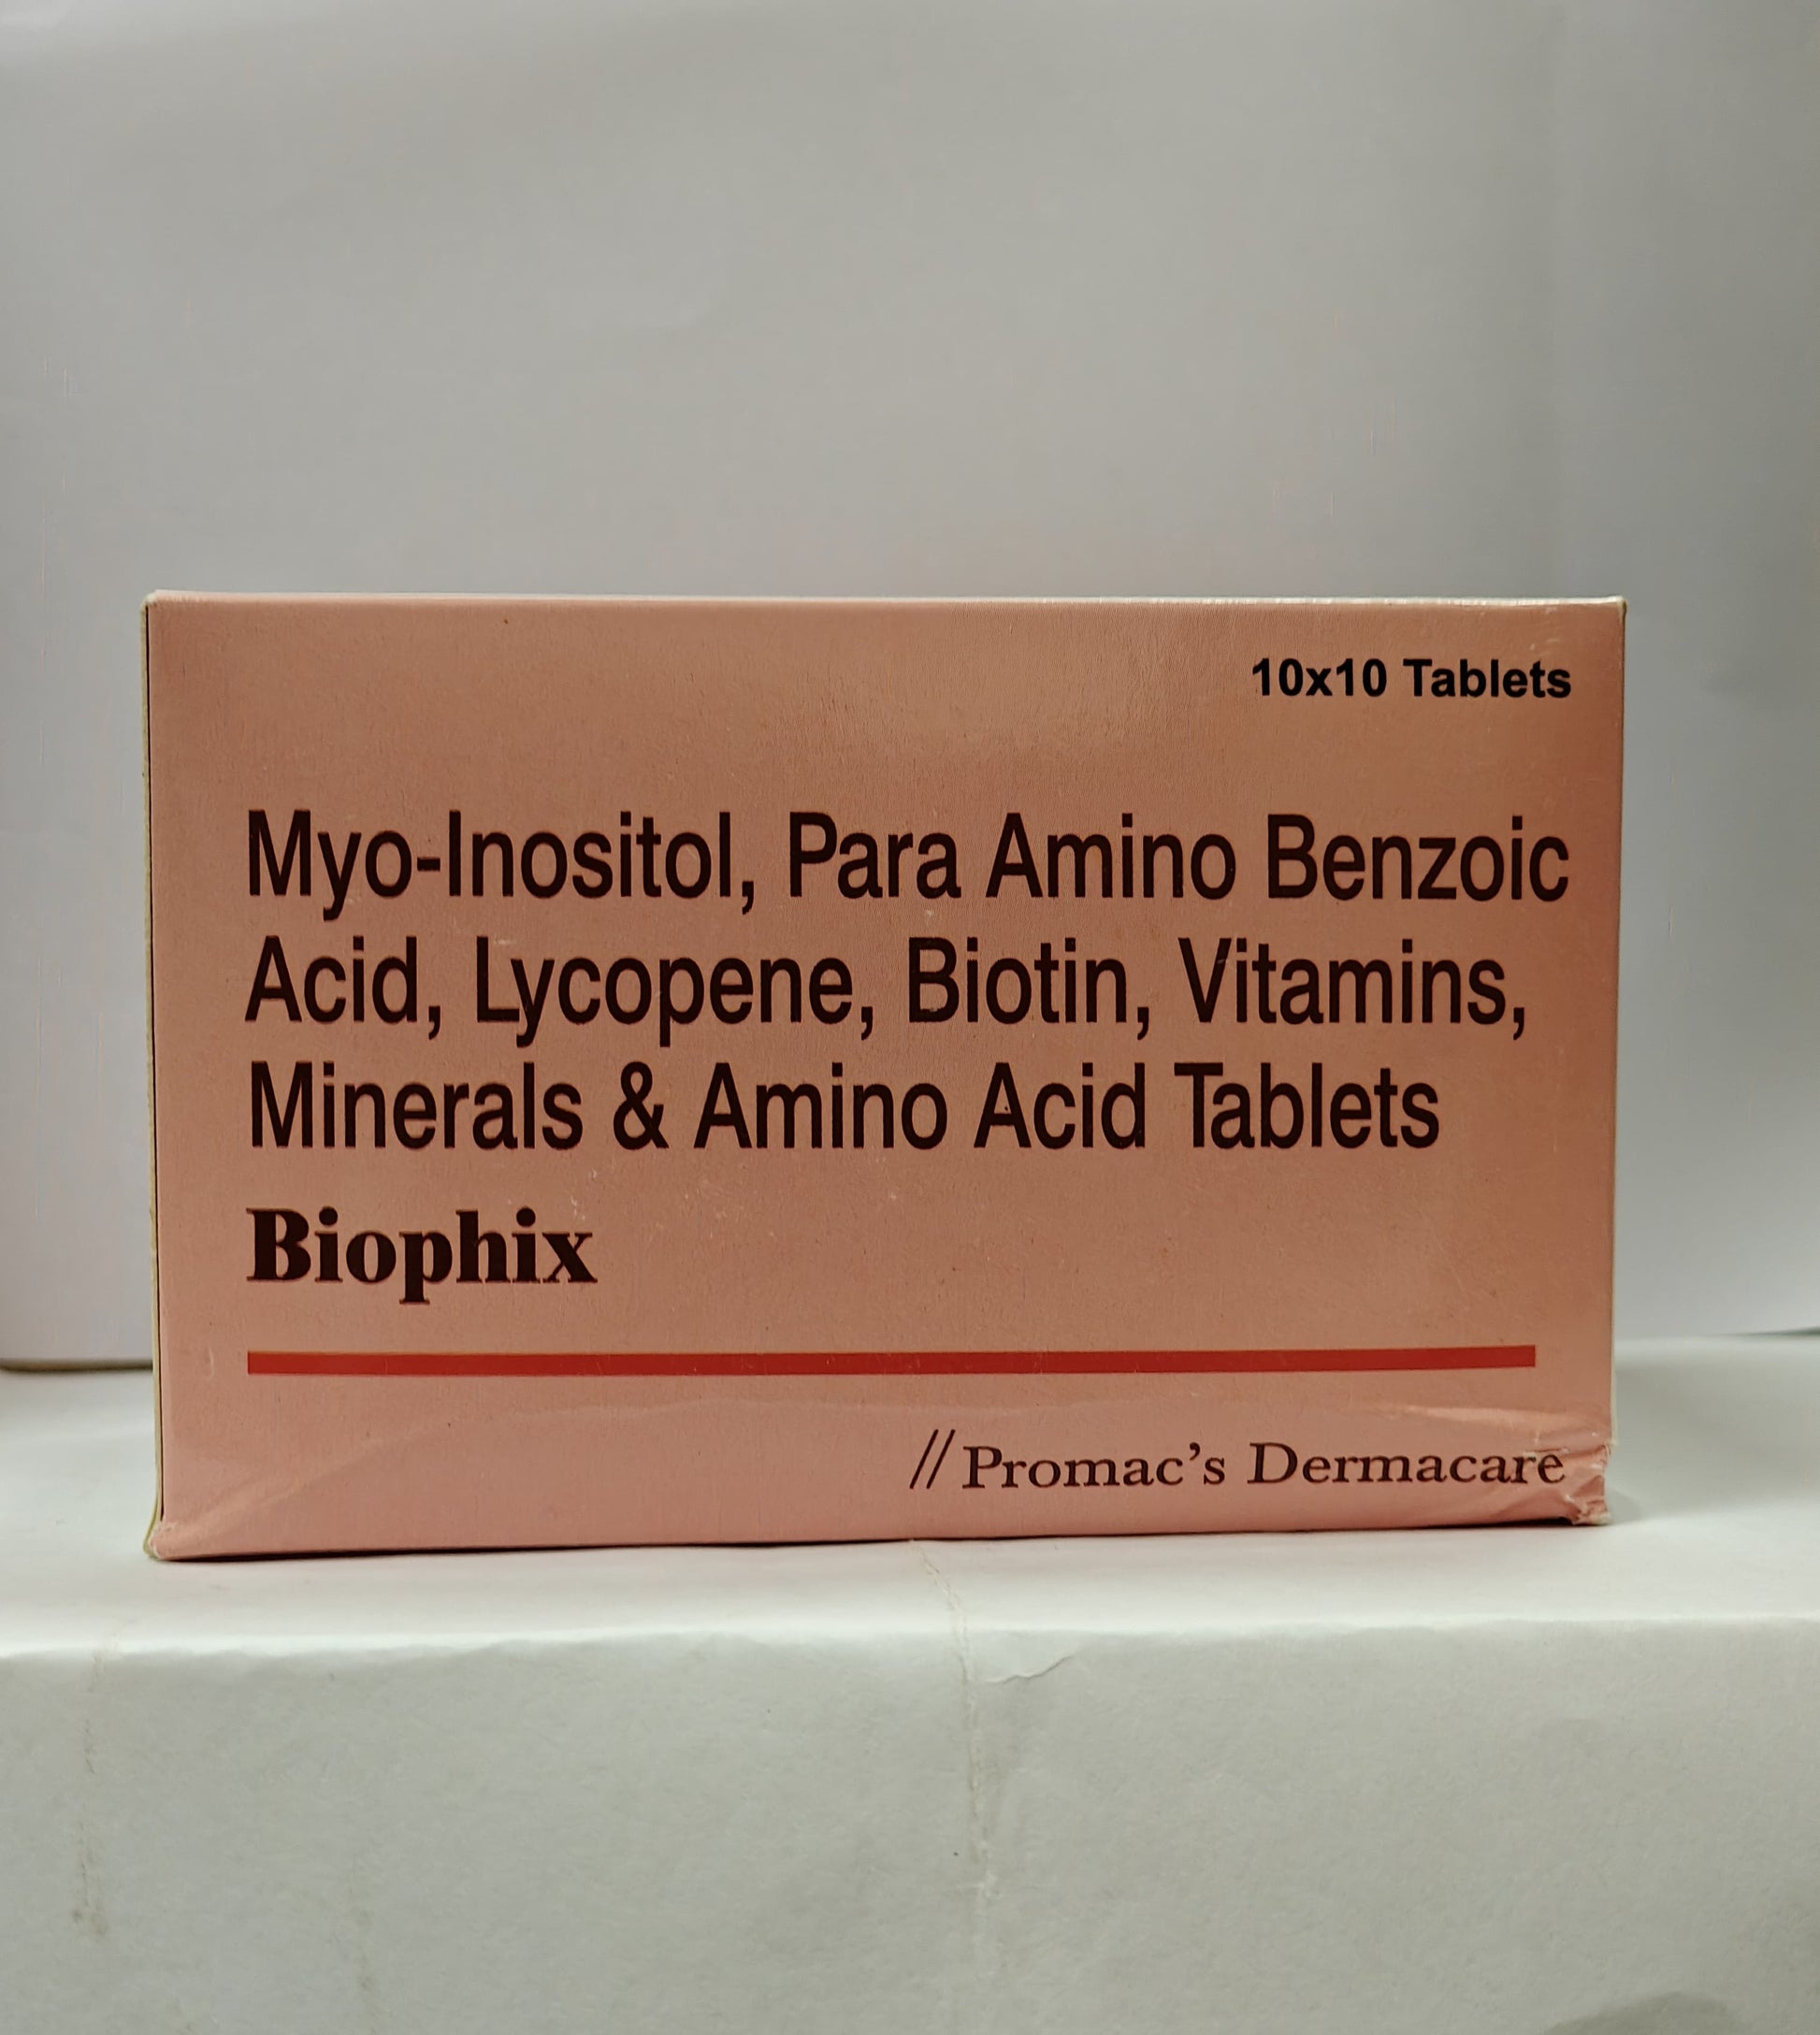 10x10 Tablets
Myo-Inositol, Para Amino Benzoic
Acid, Lycopene, Biotin, Vitamins,
Minerals & Amino Acid Tablets
Biophix
//Promac's Dermacare